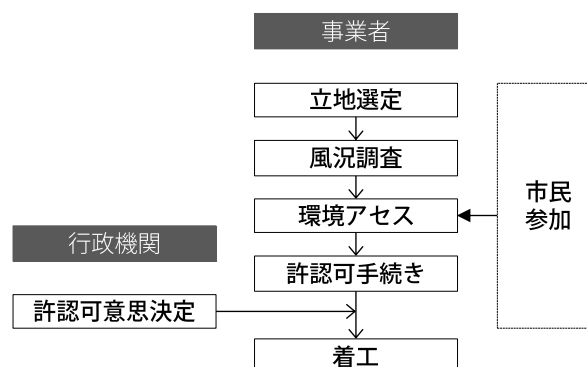 事業者
立地選定
風況調査
環境アセス
市民
参加
行政機関
許認可手続き
許認可意思決定
着工